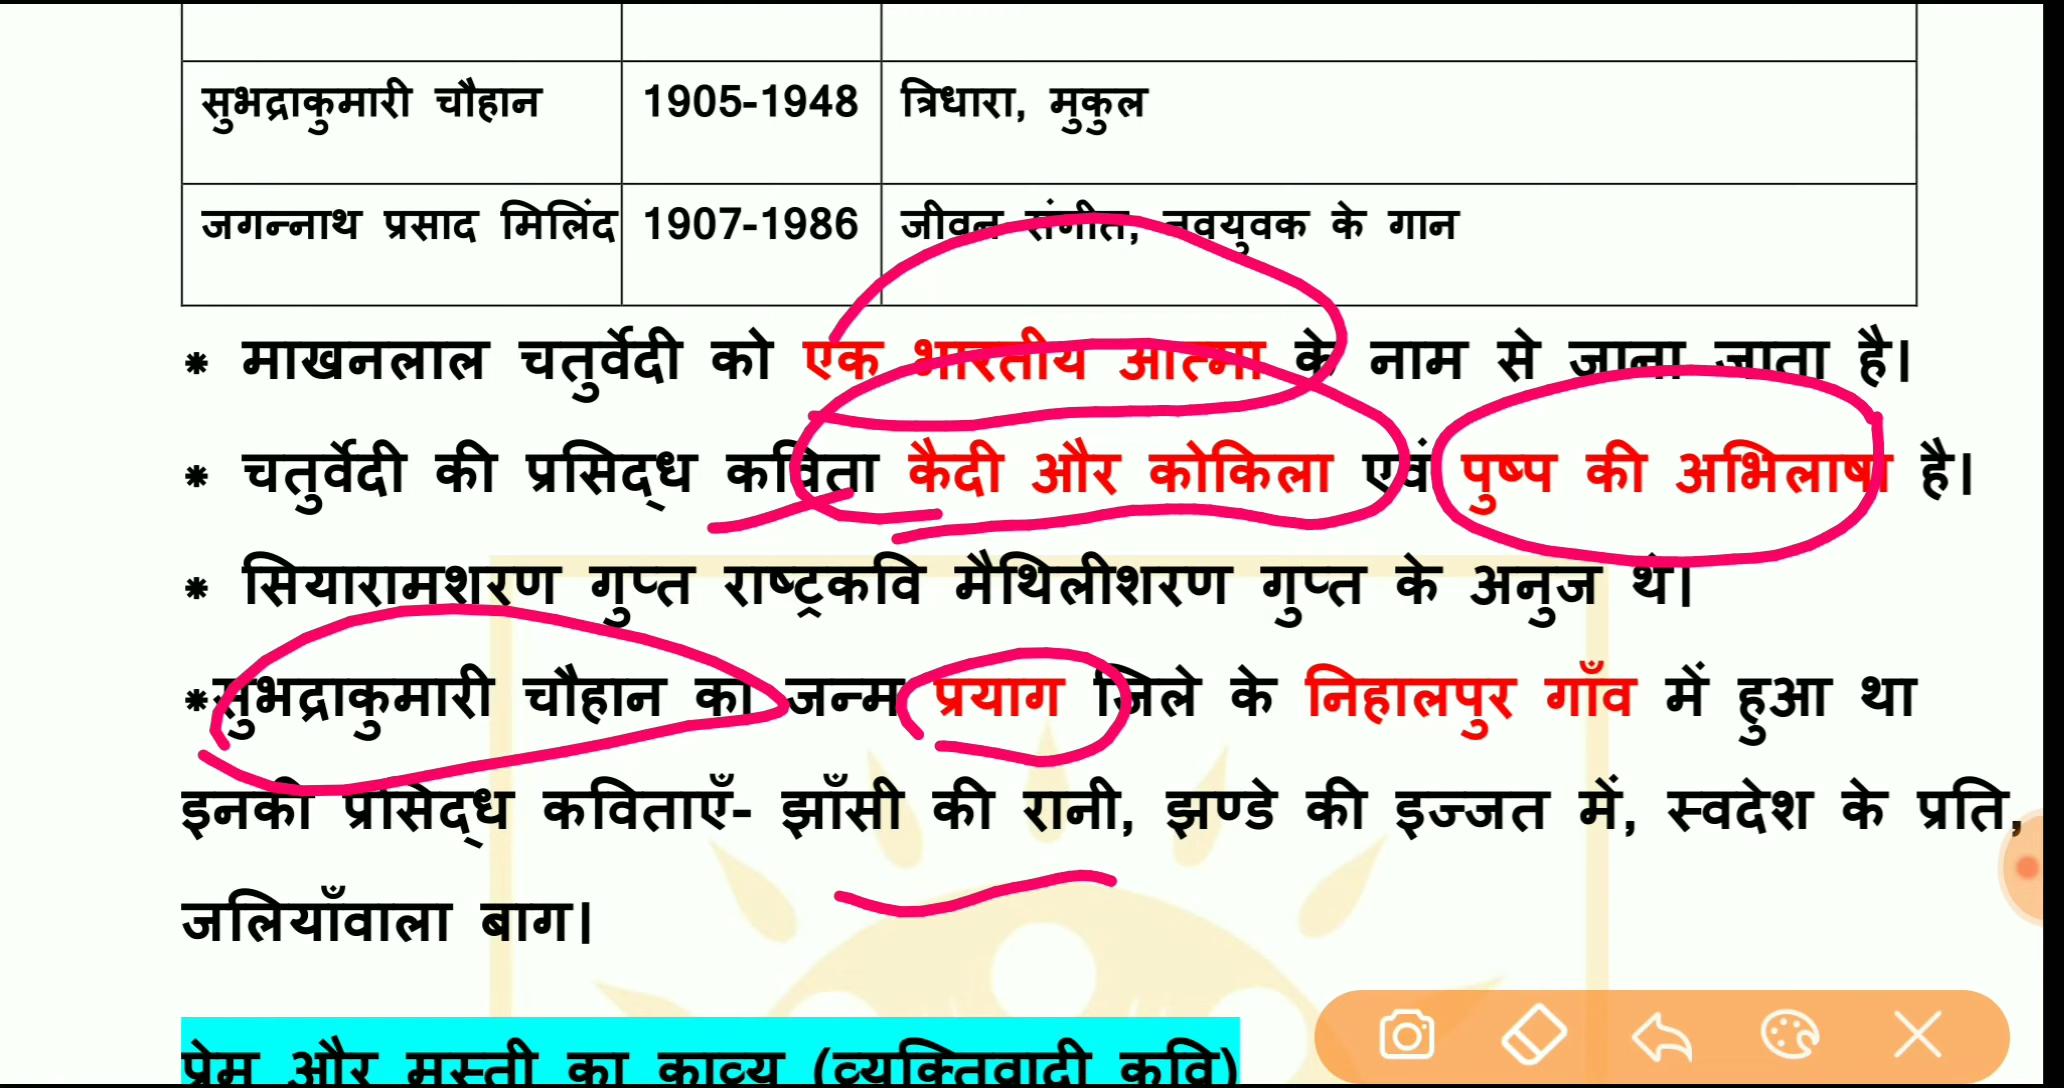 सुभद्राकुमारी चौहान 1905-1948 त्रिधारा, मुकुल
जगन्नाथ प्रसाद मिलिंद 1907-1986 जीवन संगीत, नवयुवक के गान
* माखनलाल चतुर्वेदी को एक भारतीय आत्मा के नाम से जाना जाता है।
* चतुर्वेदी की प्रसिद्ध कविता कैदी और कोकिला एवं पुष्प की अभिलाषा है।
* सियारामशरण गुप्त राष्ट्रकवि मैथिलीशरण गुप्त के अनुज थे।
*सुभद्राकुमारी चौहान का जन्म प्रयाग जिले के निहालपुर गाँव में हुआ था
इनकी प्रसिद्ध कविताएँ- झाँसी की रानी, झण्डे की इज्जत में, स्वदेश के प्रति,
जलियाँवाला बाग।
प्रेम और मस्ती का काव्य (व्यक्तिवादी कवि)